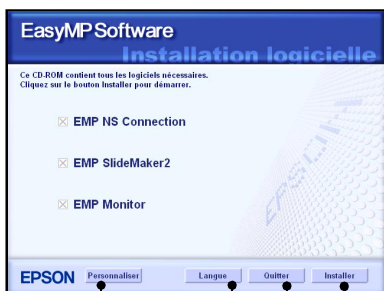 EasyMP Software
Installation logicielle
Ce CD-ROM contient tous les logiciels nécessaires.
Cliquez sur le bouton Installer pour démarrer.
EMP NS Connection
EMP SlideMaker2
EMP Monitor
EPSON
EPSON Personnaliser Langue Quitter Installer